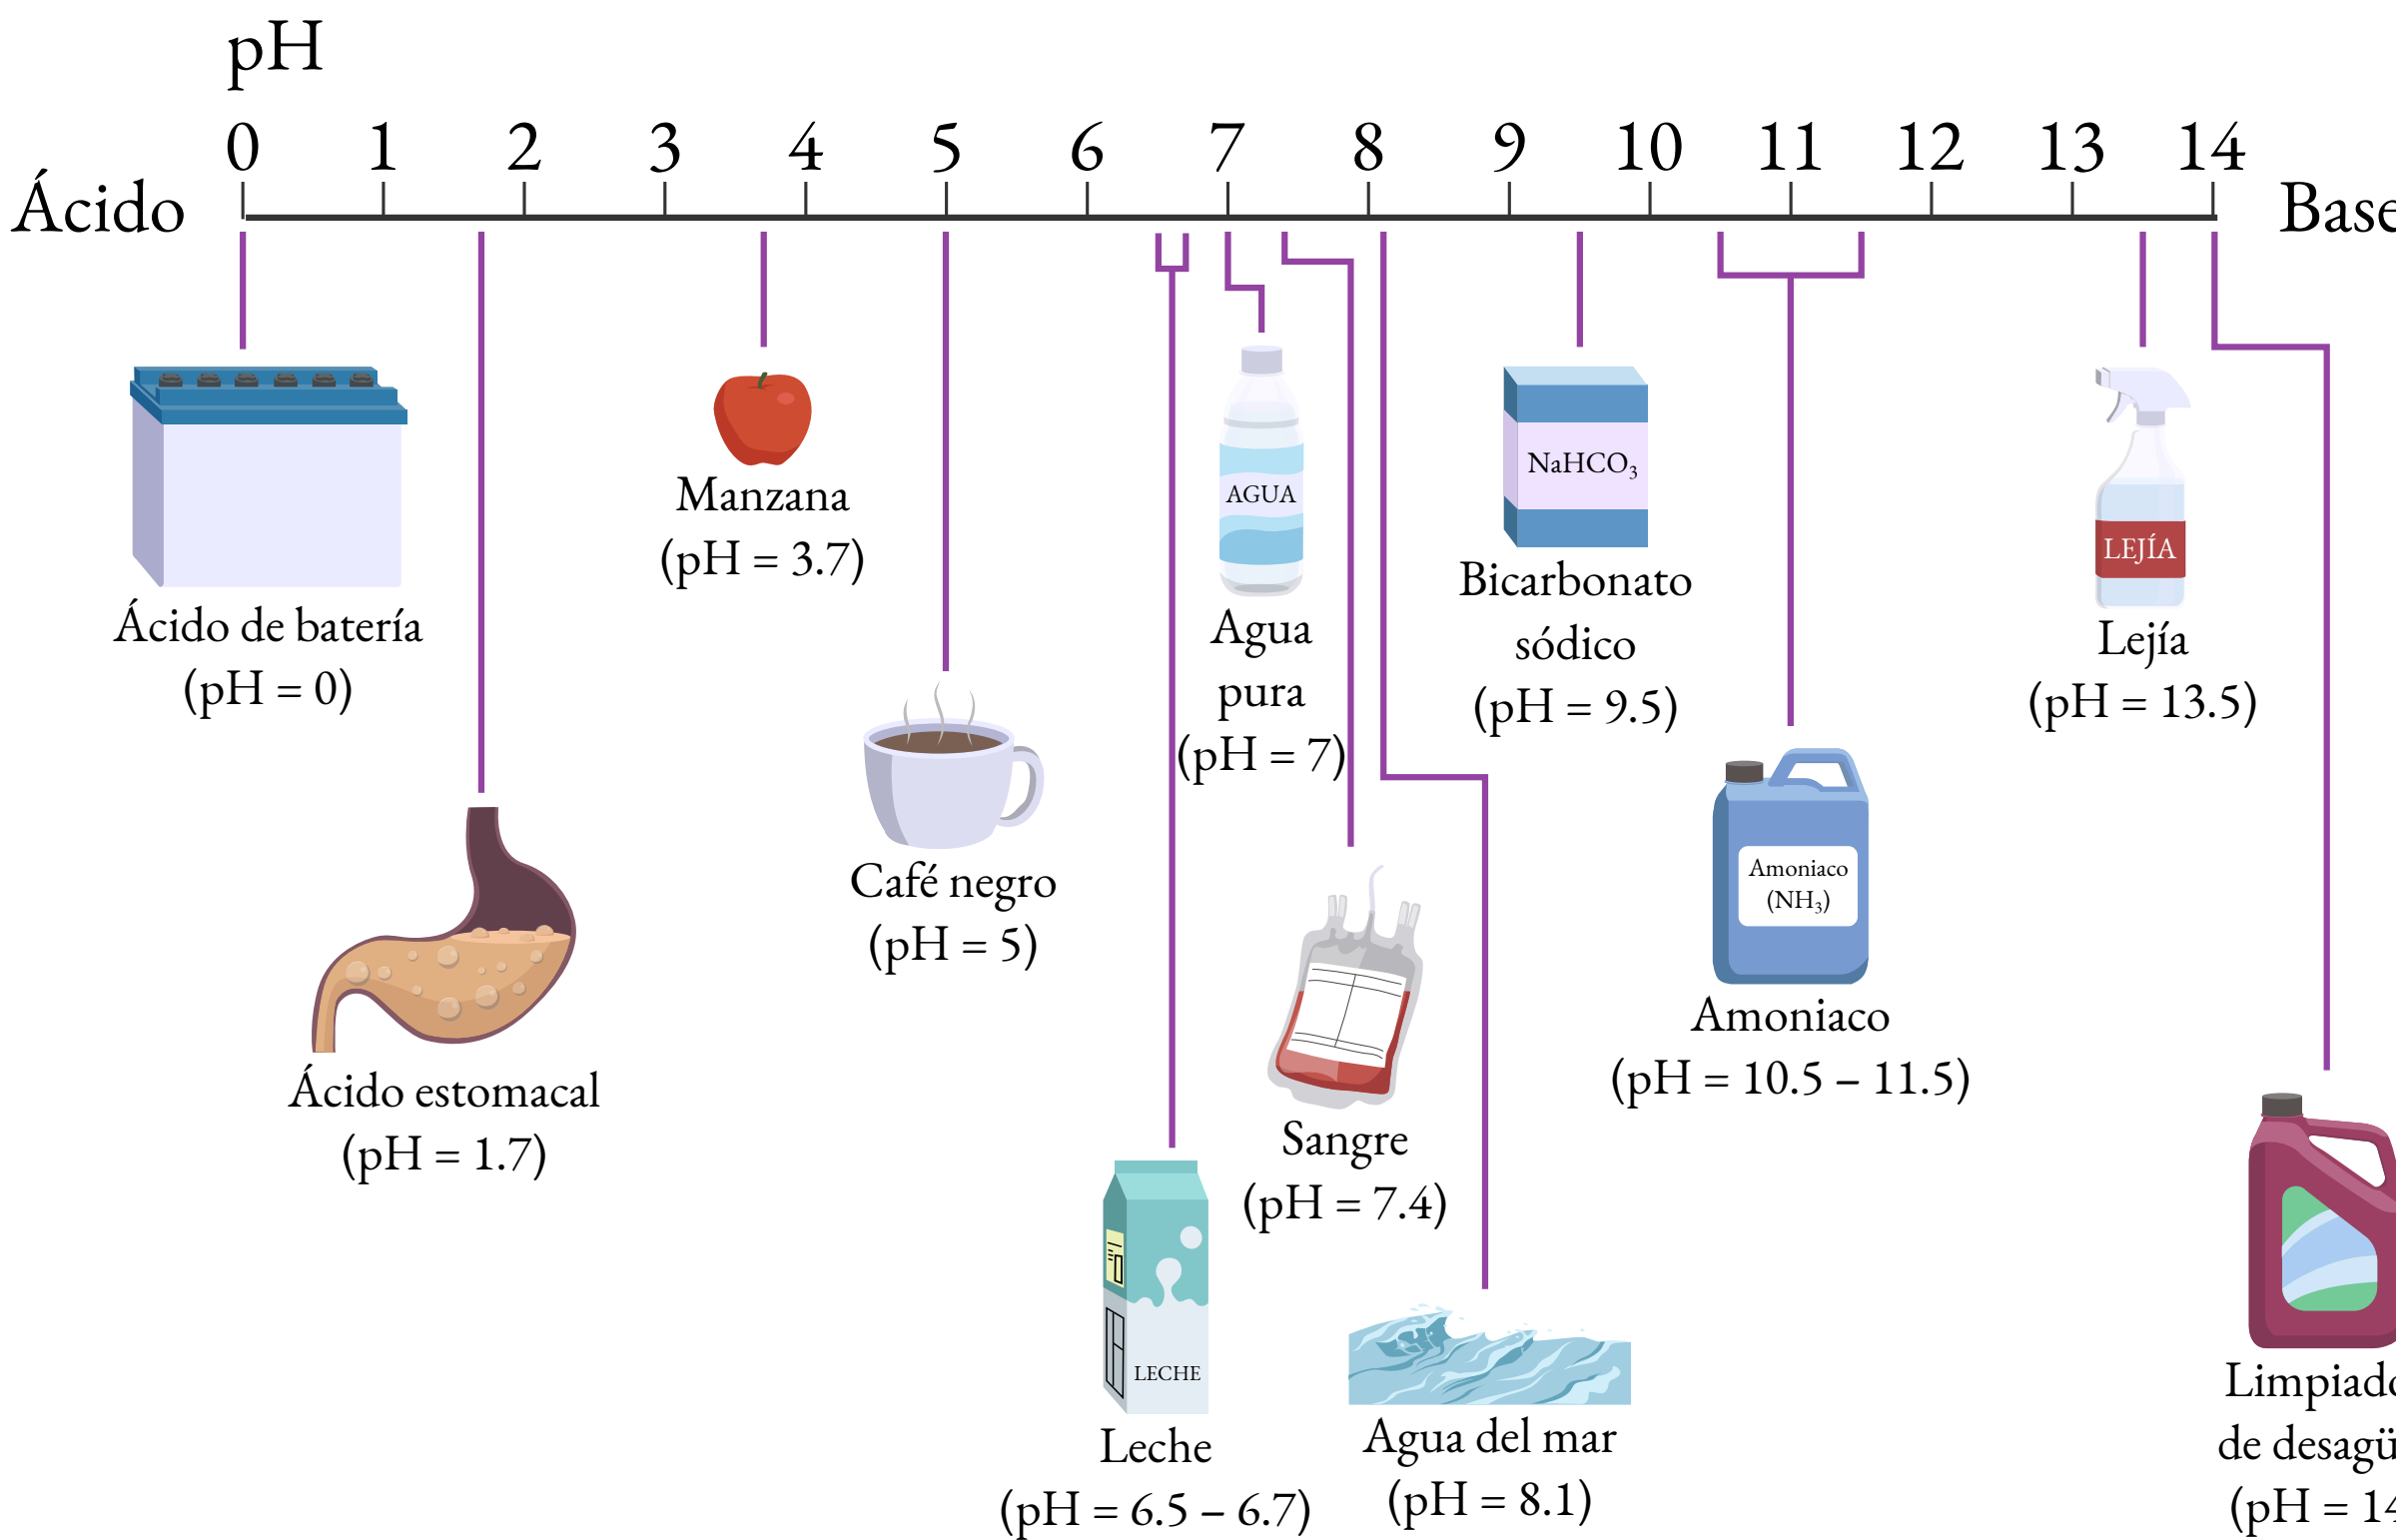 pH
0 1 2 3 4 5 6 7 8 9 10 11 12 13 14
Ácido
Base
Ácido de batería
(pH = 0)
Ácido estomacal
(pH = 1.7)
Manzana
(pH = 3.7)
Café negro
(pH = 5)
LECHE
Leche
(pH = 6.5 – 6.7)
AGUA
Agua
pura
(pH = 7)
Sangre
(pH = 7.4)
Agua del mar
(pH = 8.1)
NaHCO₃
Bicarbonato
sódico
(pH = 9.5)
Amoniaco
(NH₃)
Amoniaco
(pH = 10.5 – 11.5)
LEJÍA
Lejía
(pH = 13.5)
de
(pH = 14